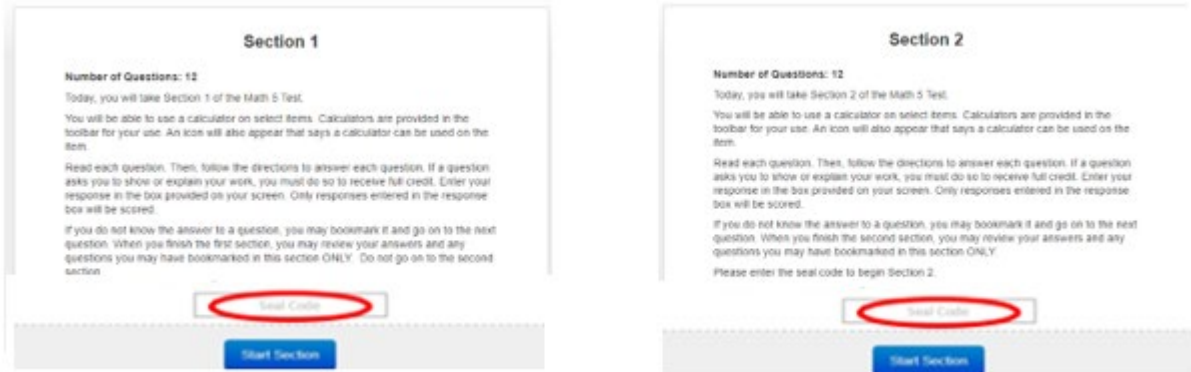 Section 1
Number of Questions: 12
Today, you will take Section 1 of the Math 5 Test.
You will be able to use a calculator on select items. Calculators are provided in the
toolbar for your use. An icon will also appear that says a calculator can be used on the
item.
Read each question. Then, follow the directions to answer each question. If a question
asks you to show or explain your work, you must do so to receive full credit. Enter your
response in the box provided on your screen. Only responses entered in the response
box will be scored.
If you do not know the answer to a question, you may bookmark it and go on to the next
question. When you finish the first section, you may review your answers and any
questions you may have bookmarked in this section ONLY. Do not go on to the second
section
Seal Code
Start Section
Section 2
Number of Questions: 12
Today, you will take Section 2 of the Math 5 Test.
You will be able to use a calculator on select items. Calculators are provided in the
toolbar for your use. An icon will also appear that says a calculator can be used on the
item.
Read each question. Then, follow the directions to answer each question. If a question
asks you to show or explain your work, you must do so to receive full credit. Enter your
response in the box provided on your screen. Only responses entered in the response
box will be scored.
If you do not know the answer to a question, you may bookmark it and go on to the next
question. When you finish the second section, you may review your answers and any
questions you may have bookmarked in this section ONLY.
Please enter the seal code to begin Section 2.
Seal Code
Start Section